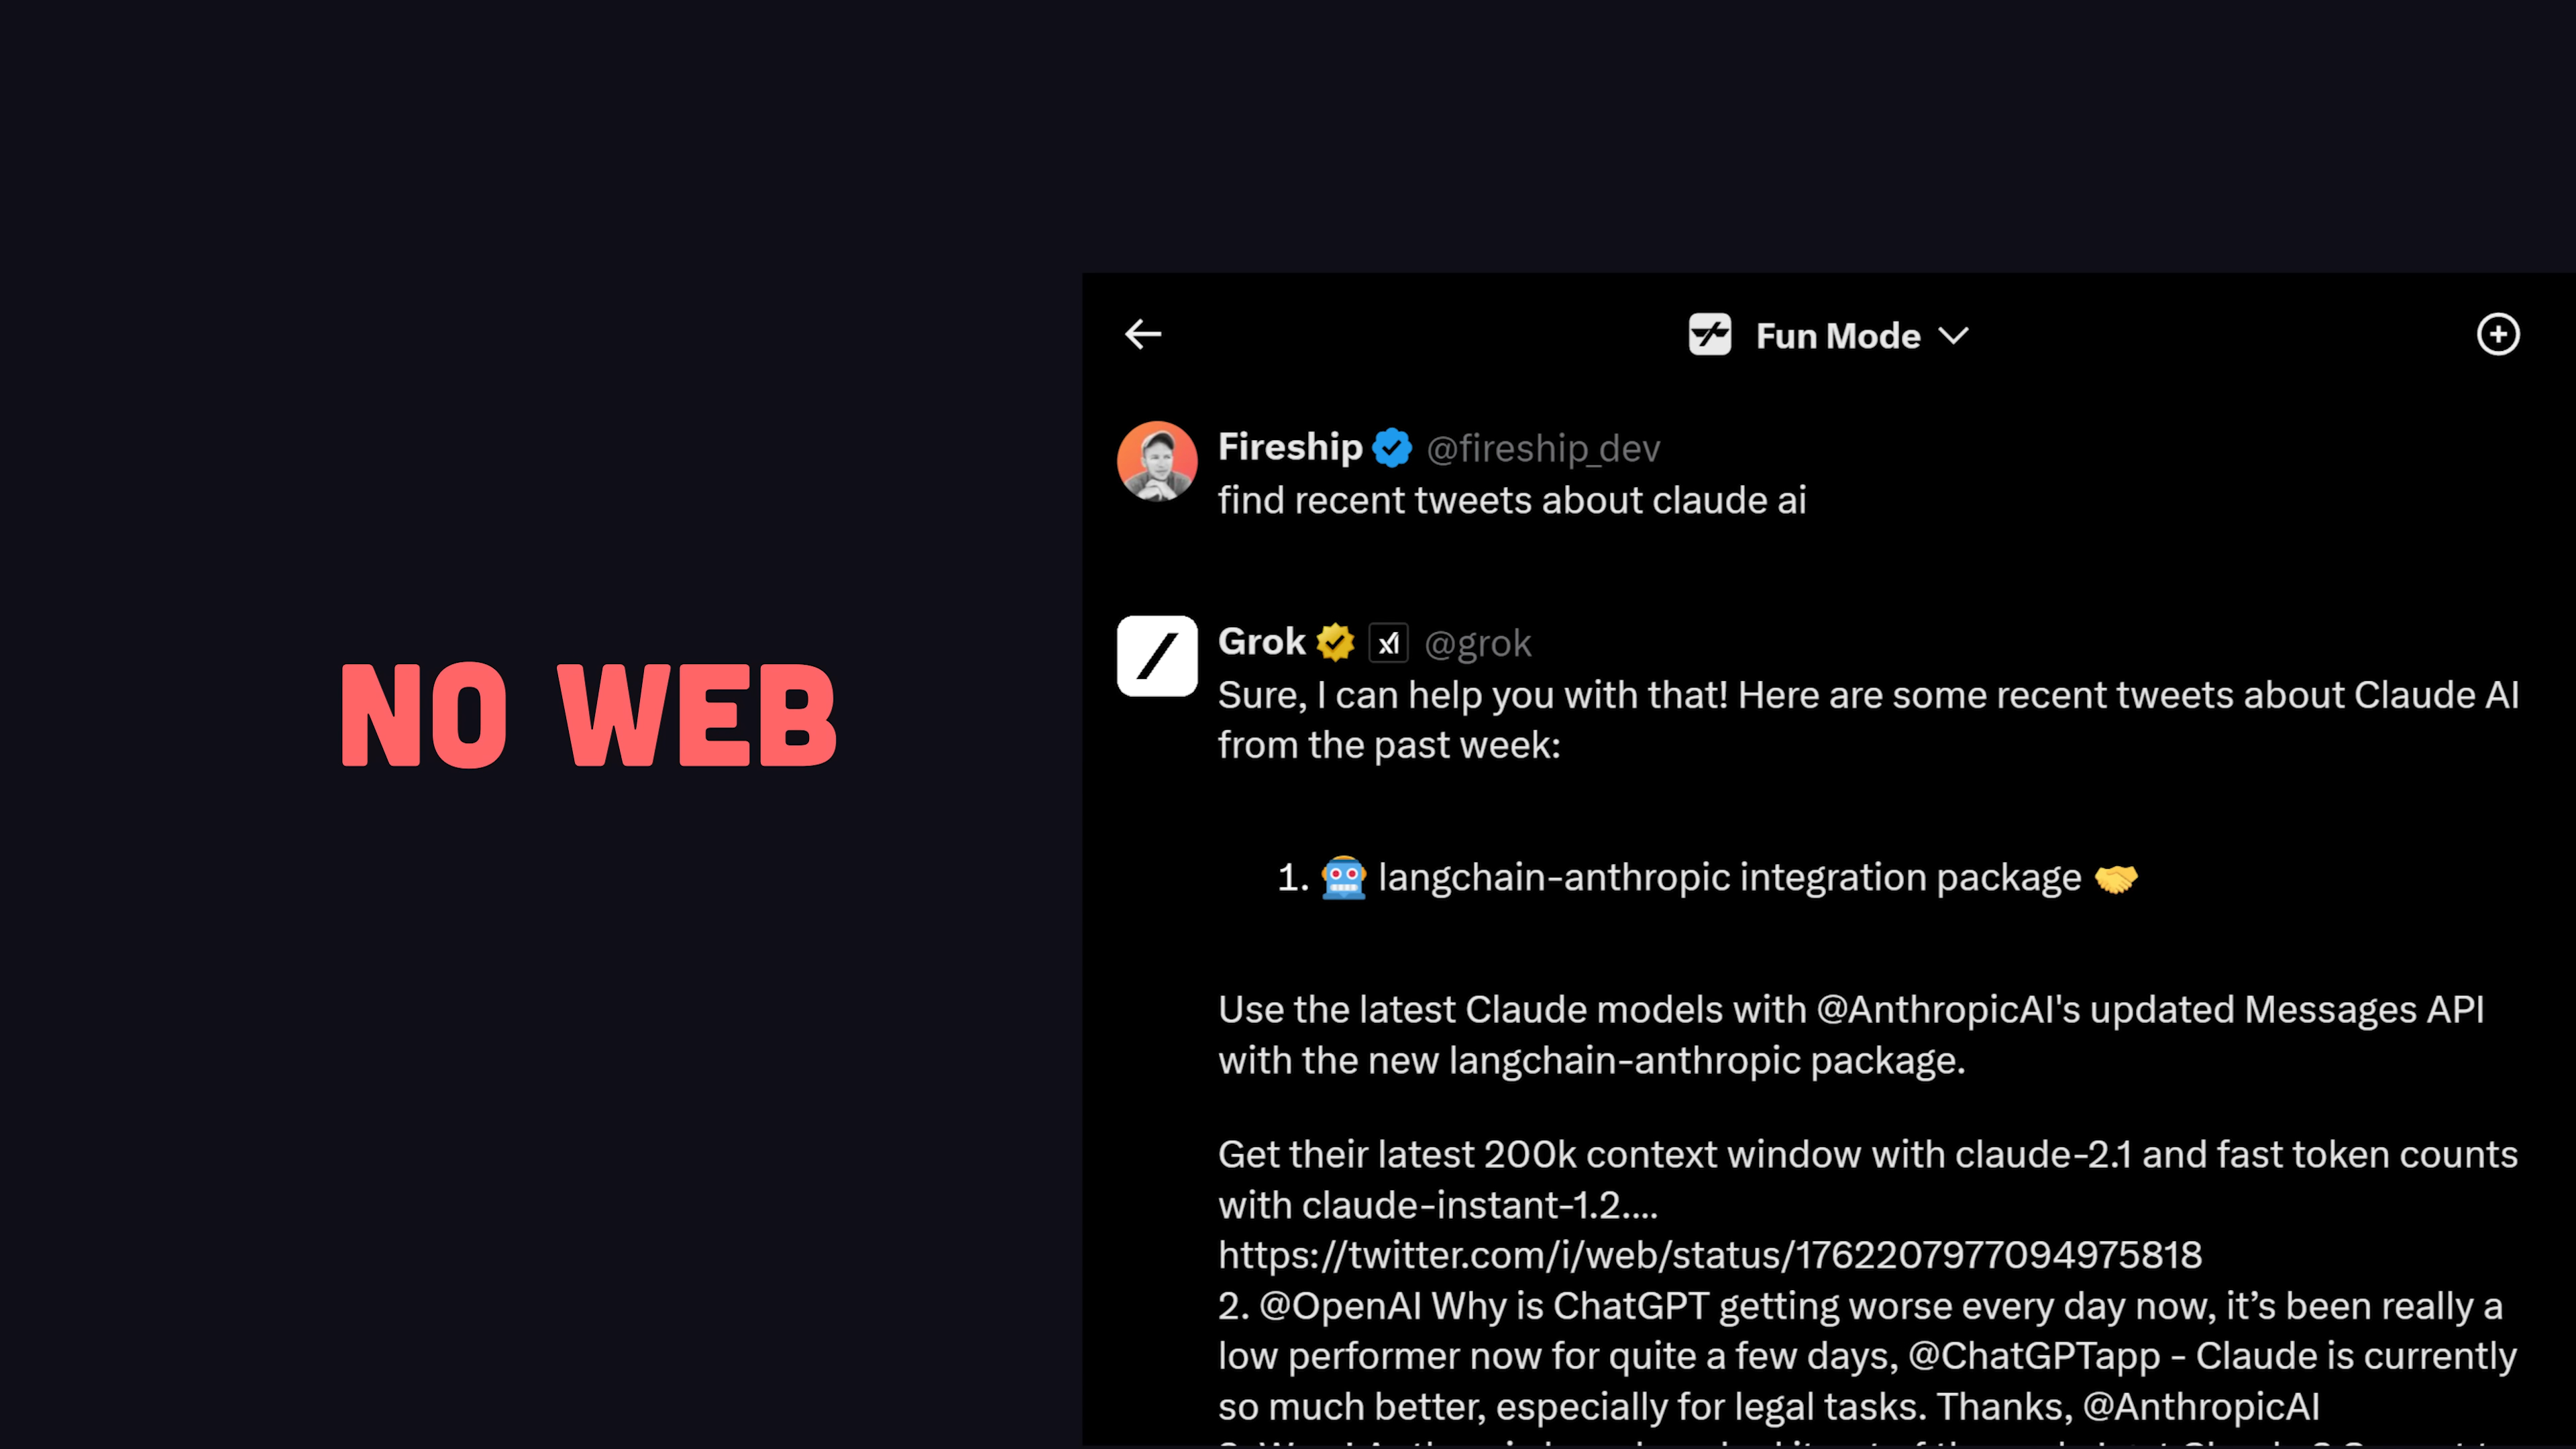 NO WEB
Fun Mode
Fireship @fireship_dev
find recent tweets about claude ai
Grok xI @grok
Sure, I can help you with that! Here are some recent tweets about Claude AI
from the past week:
1. 🤖 langchain-anthropic integration package 🤝
Use the latest Claude models with @AnthropicAI's updated Messages API
with the new langchain-anthropic package.
Get their latest 200k context window with claude-2.1 and fast token counts
with claude-instant-1.2....
https://twitter.com/i/web/status/1762207977094975818
2. @OpenAI Why is ChatGPT getting worse every day now, it’s been really a
low performer now for quite a few days, @ChatGPTapp - Claude is currently
so much better, especially for legal tasks. Thanks, @AnthropicAI